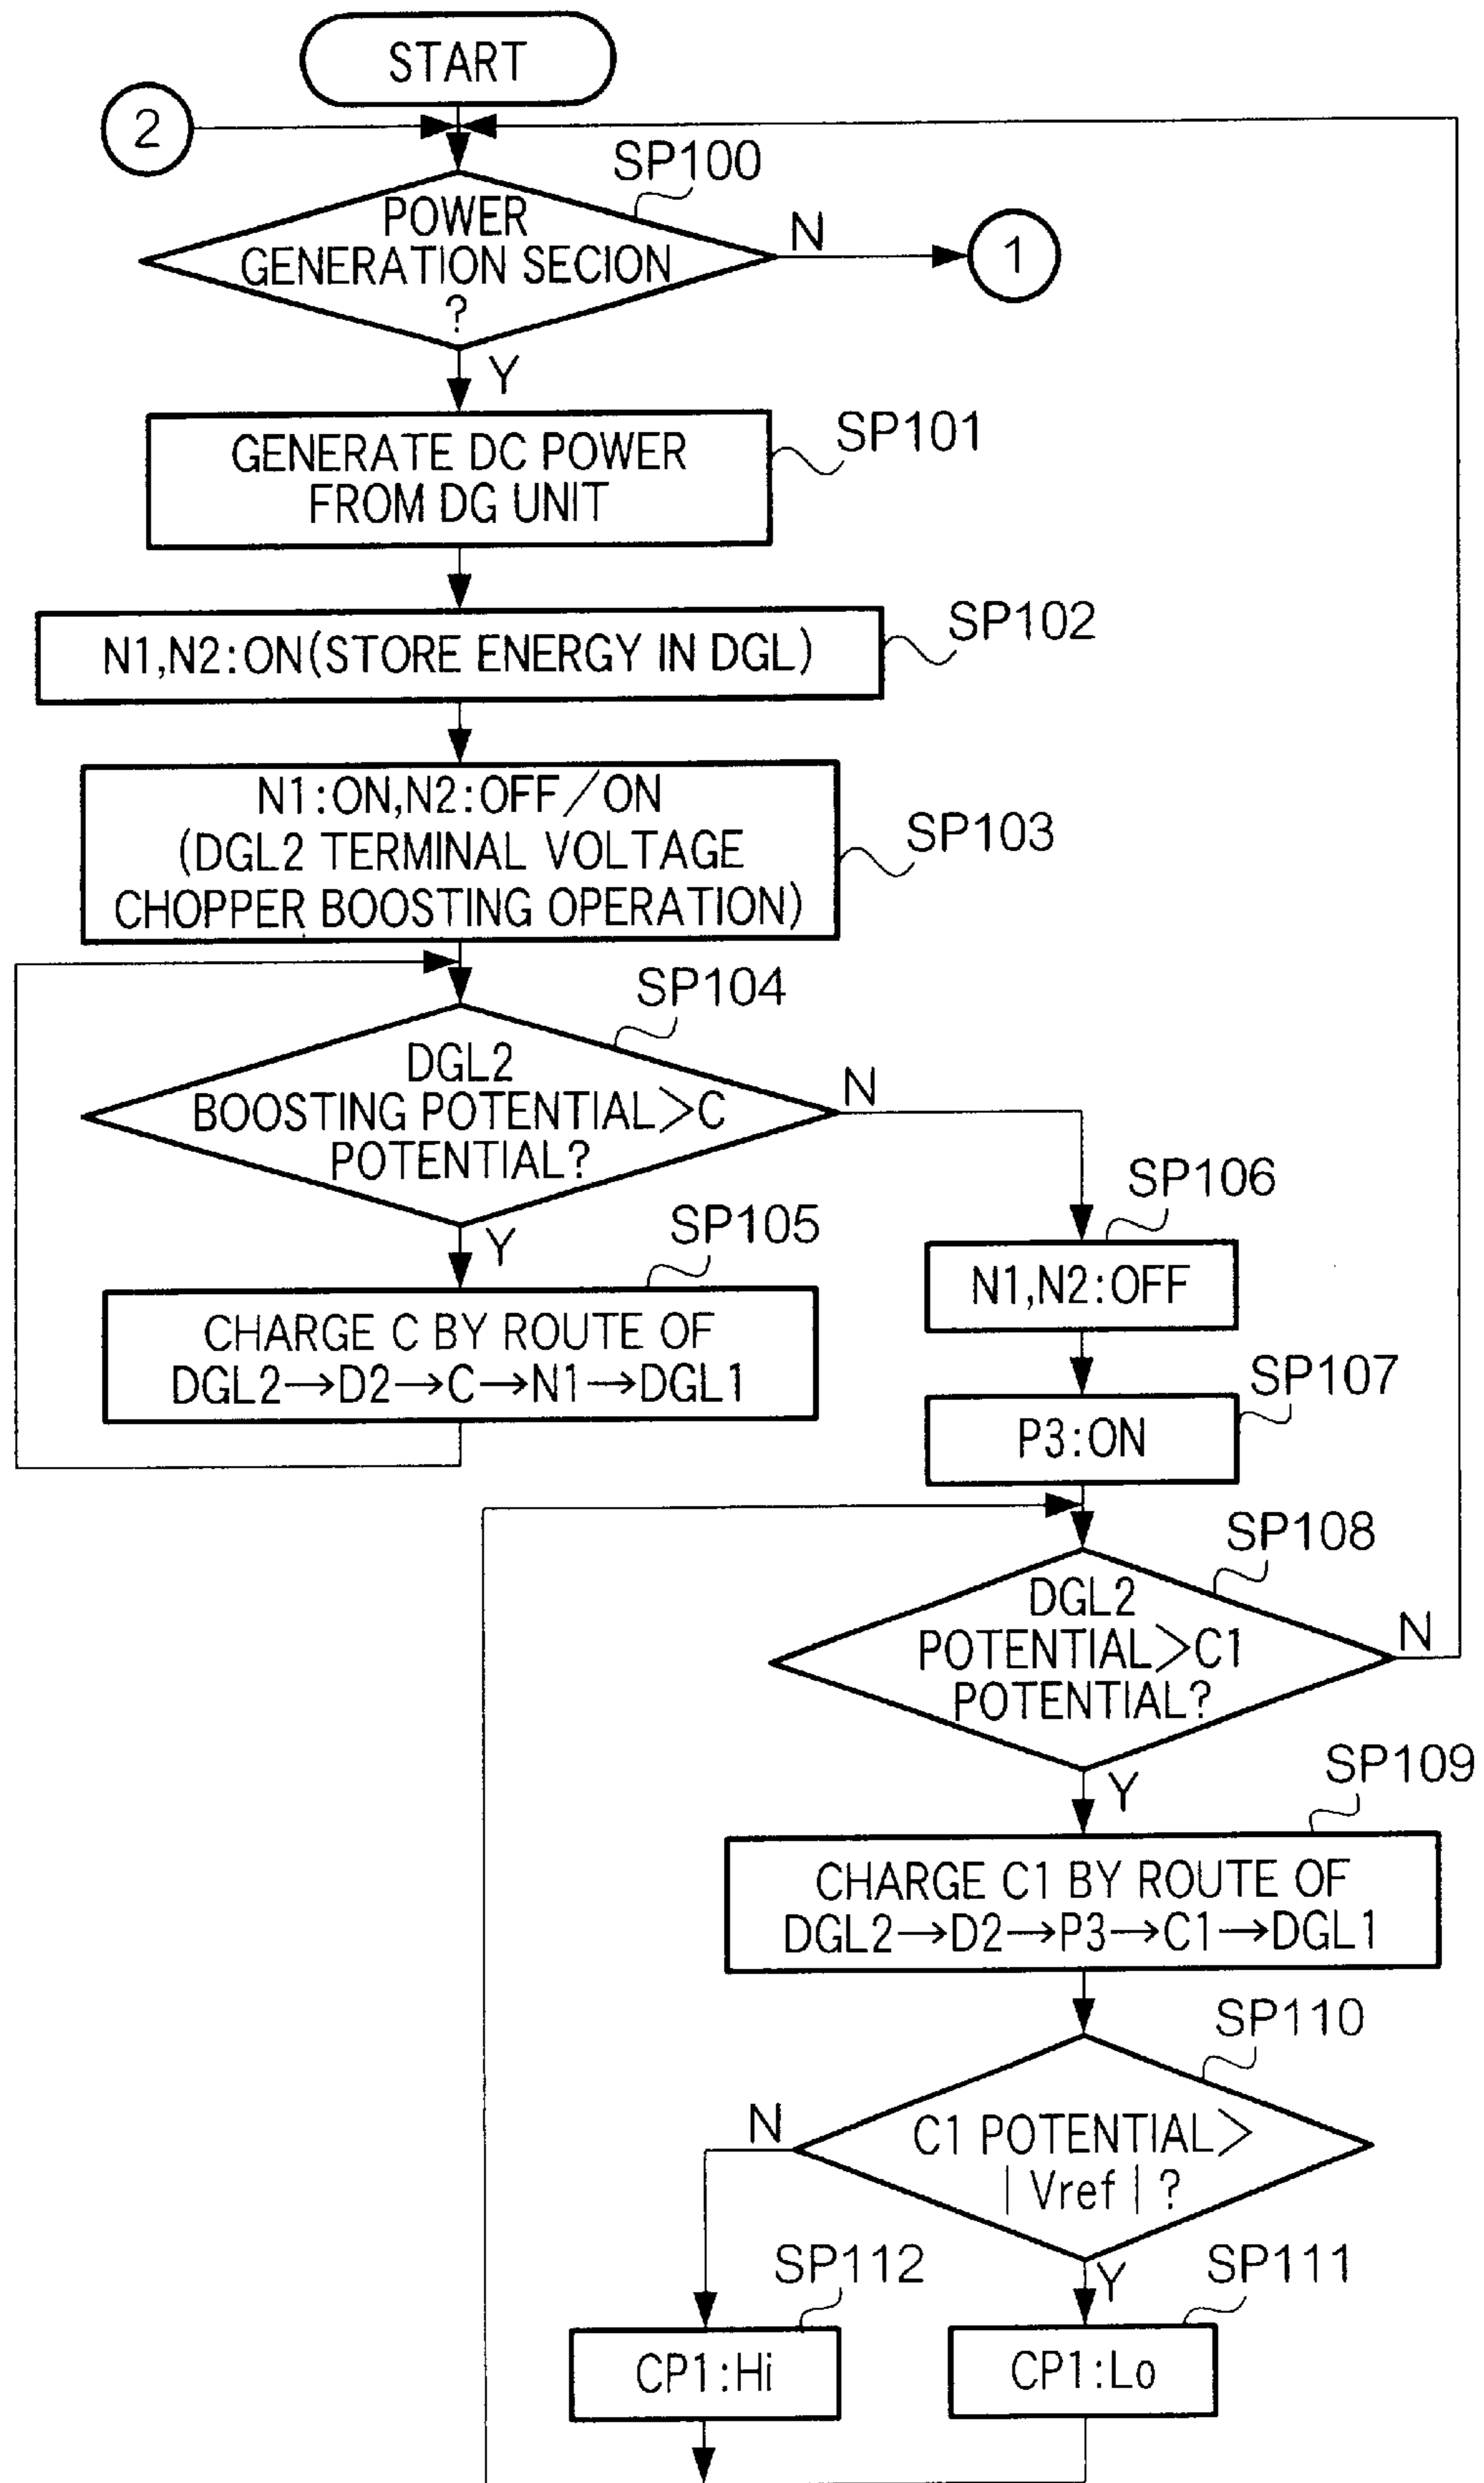 START
2
SP100
POWER
GENERATION SECION
?
N
1
Y
SP101
GENERATE DC POWER
FROM DG UNIT
SP102
N1,N2:ON(STORE ENERGY IN DGL)
N1:ON,N2:OFF/ON
(DGL2 TERMINAL VOLTAGE
CHOPPER BOOSTING OPERATION)
SP103
SP104
DGL2
BOOSTING POTENTIAL>C
POTENTIAL?
N
Y
SP105
CHARGE C BY ROUTE OF
DGL2→D2→C→N1→DGL1
SP106
N1,N2:OFF
SP107
P3:ON
SP108
DGL2
POTENTIAL>C1
POTENTIAL?
N
Y
SP109
CHARGE C1 BY ROUTE OF
DGL2→D2→P3→C1→DGL1
SP110
C1 POTENTIAL>
|Vref|?
N
Y
SP112
CP1:Hi
SP111
CP1:Lo